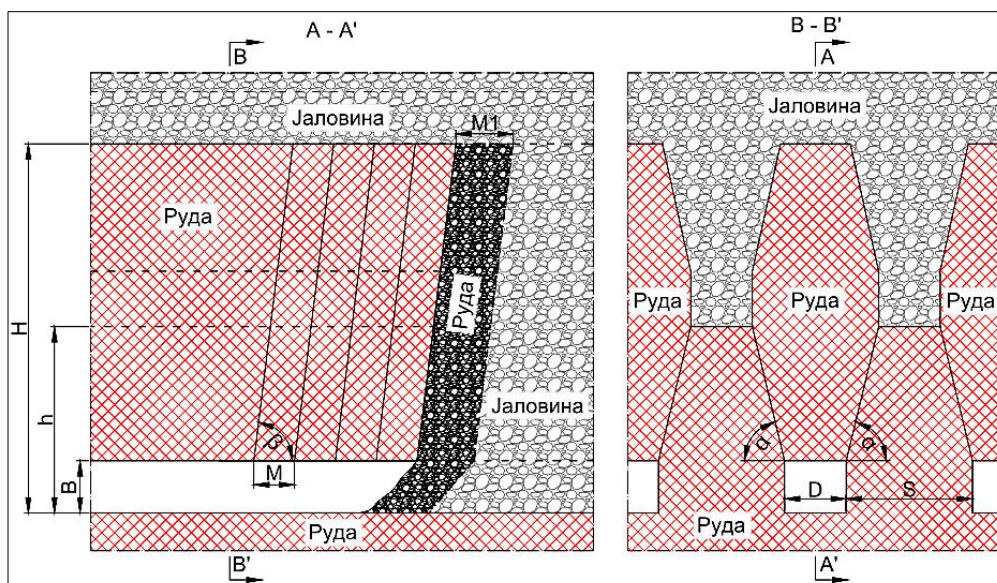 A - A'
B - B'
B
A
Јаловина
M1
Јаловина
Руда
Руда
Руда
Руда
Руда
H
h
Јаловина
β
α
α
M
B
D
S
Руда
Руда
B'
A'